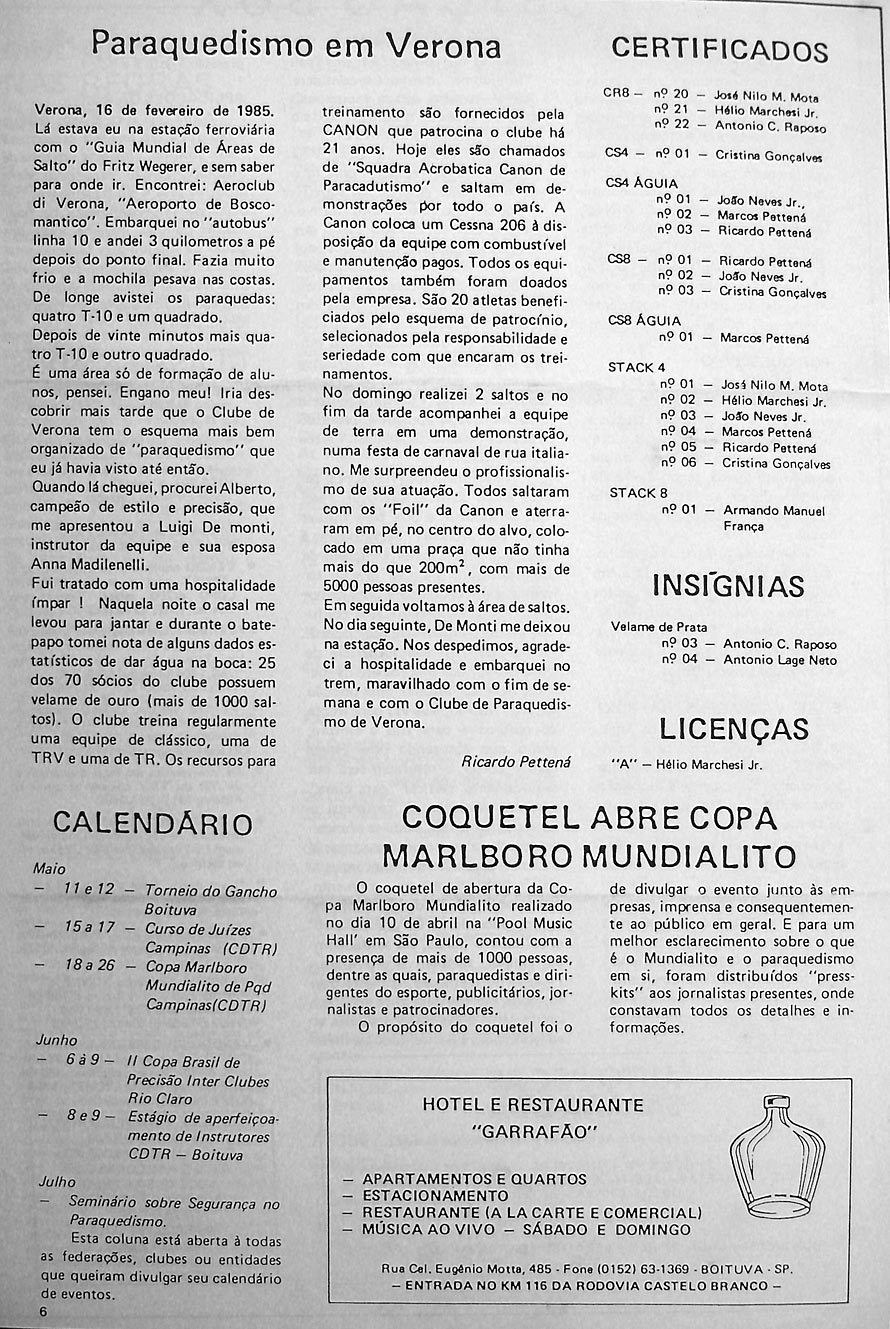 Paraquedismo em Verona
Verona, 16 de fevereiro de 1985.
Lá estava eu na estação ferroviária
com o "Guia Mundial de Áreas de
Salto" do Fritz Wegerer, e sem saber
para onde ir. Encontrei: Aeroclub
di Verona, "Aeroporto de Bosco-
mantico". Embarquei no "autobus"
linha 10 e andei 3 quilometros a pé
depois do ponto final. Fazia muito
frio e a mochila pesava nas costas.
De longe avistei os paraquedas:
quatro T-10 e um quadrado.
Depois de vinte minutos mais qua-
tro T-10 e outro quadrado.
É uma área só de formação de alu-
nos, pensei. Engano meu! Iria des-
cobrir mais tarde que o Clube de
Verona tem o esquema mais bem
organizado de "paraquedismo" que
eu já havia visto até então.
Quando lá cheguei, procurei Alberto,
campeão de estilo e precisão, que
me apresentou a Luigi De monti,
instrutor da equipe e sua esposa
Anna Madilenelli.
Fui tratado com uma hospitalidade
ímpar ! Naquela noite o casal me
levou para jantar e durante o bate-
papo tomei nota de alguns dados es-
tatísticos de dar água na boca: 25
dos 70 sócios do clube possuem
velame de ouro (mais de 1000 sal-
tos). O clube treina regularmente
uma equipe de clássico, uma de
TRV e uma de TR. Os recursos para
treinamento são fornecidos pela
CANON que patrocina o clube há
21 anos. Hoje eles são chamados
de "Squadra Acrobatica Canon de
Paracadutismo" e saltam em de-
monstrações por todo o país. A
Canon coloca um Cessna 206 à dis-
posição da equipe com combustível
e manutenção pagos. Todos os equi-
pamentos também foram doados
pela empresa. São 20 atletas benefi-
ciados pelo esquema de patrocínio,
selecionados pela responsabilidade e
seriedade com que encaram os trei-
namentos.
No domingo realizei 2 saltos e no
fim da tarde acompanhei a equipe
de terra em uma demonstração,
numa festa de carnaval de rua italia-
no. Me surpreendeu o profissionalis-
mo de sua atuação. Todos saltaram
com os "Foil" da Canon e aterra-
ram em pé, no centro do alvo, colo-
cado em uma praça que não tinha
mais do que 200m², com mais de
5000 pessoas presentes.
Em seguida voltamos à área de saltos.
No dia seguinte, De Monti me deixou
na estação. Nos despedimos, agrade-
ci a hospitalidade e embarquei no
trem, maravilhado com o fim de se-
mana e com o Clube de Paraquedis-
mo de Verona.
Ricardo Pettená
CERTIFICADOS
CR8 – nº 20 – José Nilo M. Mota
nº 21 – Hélio Marchesi Jr.
nº 22 – Antonio C. Raposo
CS4 – nº 01 – Cristina Gonçalves
CS4 ÁGUIA
nº 01 – João Neves Jr.,
nº 02 – Marcos Pettená
nº 03 – Ricardo Pettená
CS8 – nº 01 – Ricardo Pettená
nº 02 – João Neves Jr.
nº 03 – Cristina Gonçalves
CS8 ÁGUIA
nº 01 – Marcos Pettená
STACK 4
nº 01 – José Nilo M. Mota
nº 02 – Hélio Marchesi Jr.
nº 03 – João Neves Jr.
nº 04 – Marcos Pettená
nº 05 – Ricardo Pettená
nº 06 – Cristina Gonçalves
STACK 8
nº 01 – Armando Manuel
França
INSÍGNIAS
Velame de Prata
nº 03 – Antonio C. Raposo
nº 04 – Antonio Lage Neto
LICENÇAS
"A" – Hélio Marchesi Jr.
CALENDÁRIO
Maio
– 11 e 12 – Torneio do Gancho
Boituva
– 15 a 17 – Curso de Juízes
Campinas (CDTR)
– 18 a 26 – Copa Marlboro
Mundialito de Pqd
Campinas(CDTR)
Junho
– 6 à 9 – II Copa Brasil de
Precisão Inter Clubes
Rio Claro
– 8 e 9 – Estágio de aperfeiçoa-
mento de Instrutores
CDTR – Boituva
Julho
– Seminário sobre Segurança no
Paraquedismo.
Esta coluna está aberta à todas
as federações, clubes ou entidades
que queiram divulgar seu calendário
de eventos.
6
COQUETEL ABRE COPA
MARLBORO MUNDIALITO
O coquetel de abertura da Co-
pa Marlboro Mundialito realizado
no dia 10 de abril na "Pool Music
Hall' em São Paulo, contou com a
presença de mais de 1000 pessoas,
dentre as quais, paraquedistas e diri-
gentes do esporte, publicitários, jor-
nalistas e patrocinadores.
O propósito do coquetel foi o
de divulgar o evento junto às em-
presas, imprensa e consequentemen-
te ao público em geral. E para um
melhor esclarecimento sobre o que
é o Mundialito e o paraquedismo
em si, foram distribuídos "press-
kits" aos jornalistas presentes, onde
constavam todos os detalhes e in-
formações.
HOTEL E RESTAURANTE
"GARRAFÃO"
– APARTAMENTOS E QUARTOS
– ESTACIONAMENTO
– RESTAURANTE (A LA CARTE E COMERCIAL)
– MÚSICA AO VIVO – SÁBADO E DOMINGO
Rua Cel. Eugênio Motta, 485 - Fone (0152) 63-1369 - BOITUVA - SP.
– ENTRADA NO KM 116 DA RODOVIA CASTELO BRANCO –